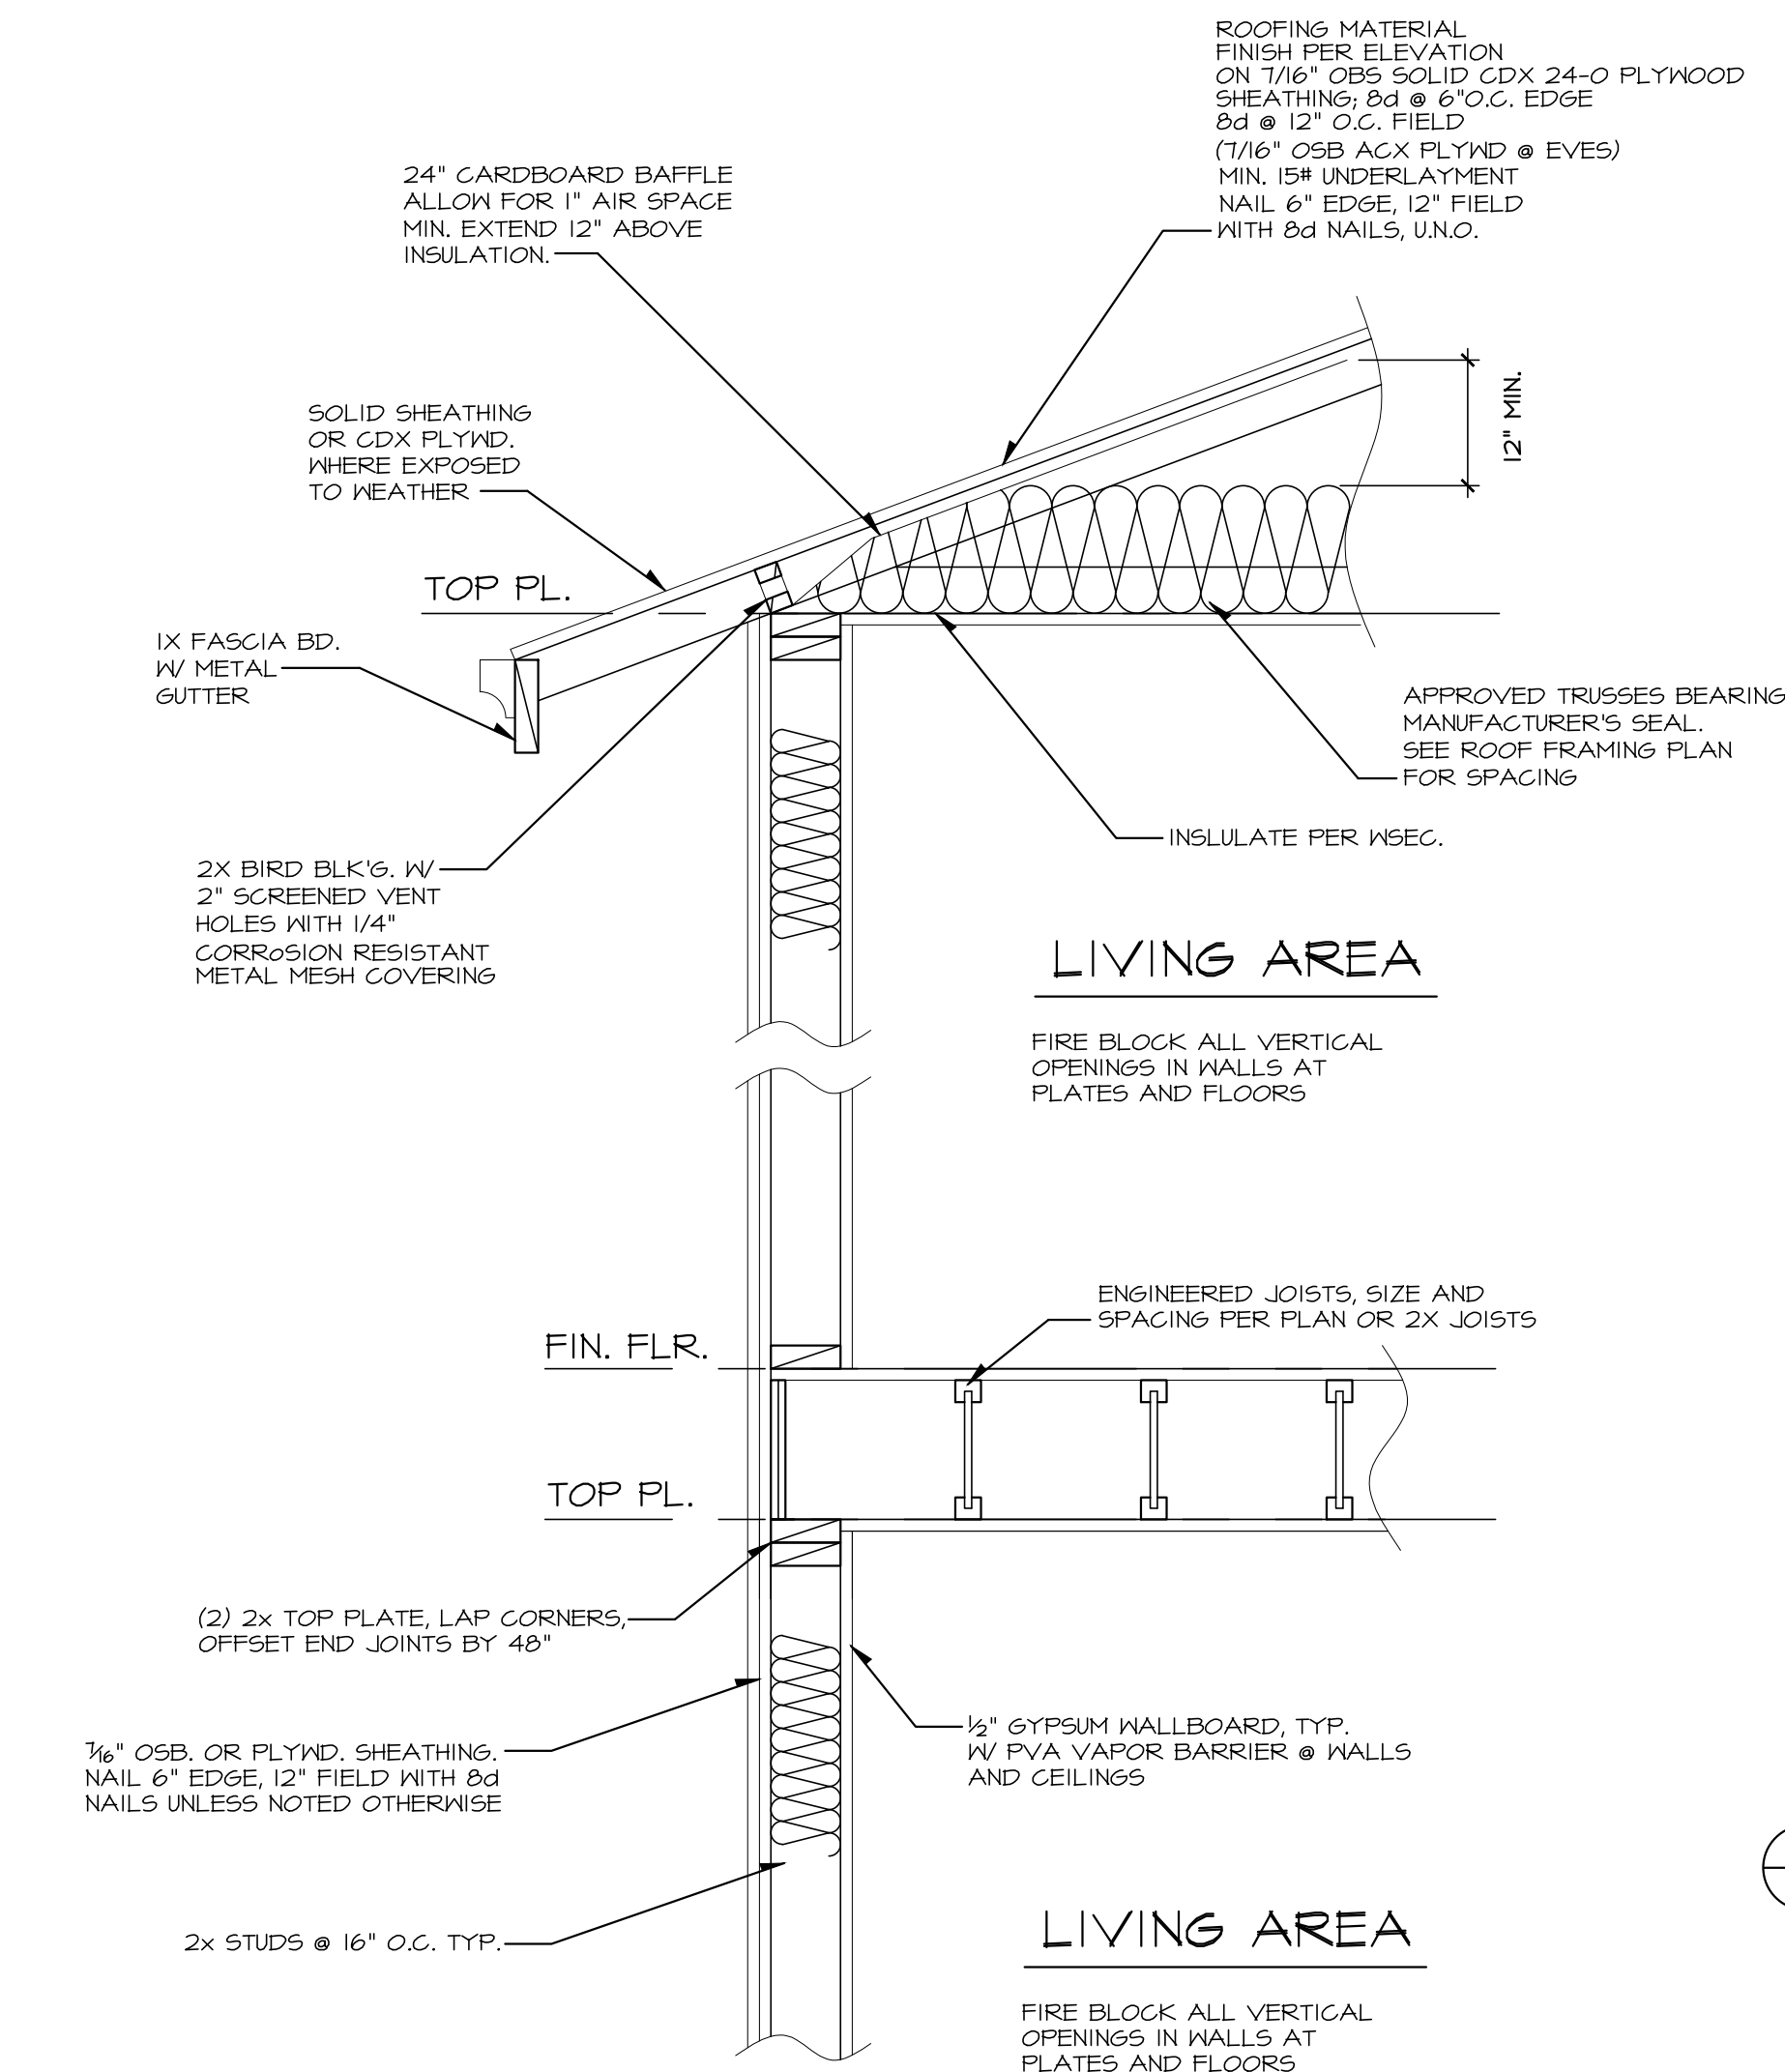 ROOFING MATERIAL
FINISH PER ELEVATION
ON 7/16" OBS SOLID CDX 24-0 PLYWOOD
SHEATHING; 8d @ 6"O.C. EDGE
8d @ 12" O.C. FIELD
(7/16" OSB ACX PLYWD @ EVES)
MIN. 15# UNDERLAYMENT
NAIL 6" EDGE, 12" FIELD
WITH 8d NAILS, U.N.O.
24" CARDBOARD BAFFLE
ALLOW FOR 1" AIR SPACE
MIN. EXTEND 12" ABOVE
INSULATION.
12" MIN.
SOLID SHEATHING
OR CDX PLYWD.
WHERE EXPOSED
TO WEATHER
TOP PL.
1X FASCIA BD.
W/ METAL
GUTTER
APPROVED TRUSSES BEARING
MANUFACTURER'S SEAL.
SEE ROOF FRAMING PLAN
FOR SPACING
INSLULATE PER WSEC.
2X BIRD BLK'G. W/
2" SCREENED VENT
HOLES WITH 1/4"
CORRoSION RESISTANT
METAL MESH COVERING
LIVING AREA
FIRE BLOCK ALL VERTICAL
OPENINGS IN WALLS AT
PLATES AND FLOORS
ENGINEERED JOISTS, SIZE AND
SPACING PER PLAN OR 2X JOISTS
FIN. FLR.
TOP PL.
(2) 2x TOP PLATE, LAP CORNERS,
OFFSET END JOINTS BY 48"
½" GYPSUM WALLBOARD, TYP.
W/ PVA VAPOR BARRIER @ WALLS
AND CEILINGS
7/16" OSB. OR PLYWD. SHEATHING.
NAIL 6" EDGE, 12" FIELD WITH 8d
NAILS UNLESS NOTED OTHERWISE
2x STUDS @ 16" O.C. TYP.
LIVING AREA
FIRE BLOCK ALL VERTICAL
OPENINGS IN WALLS AT
PLATES AND FLOORS